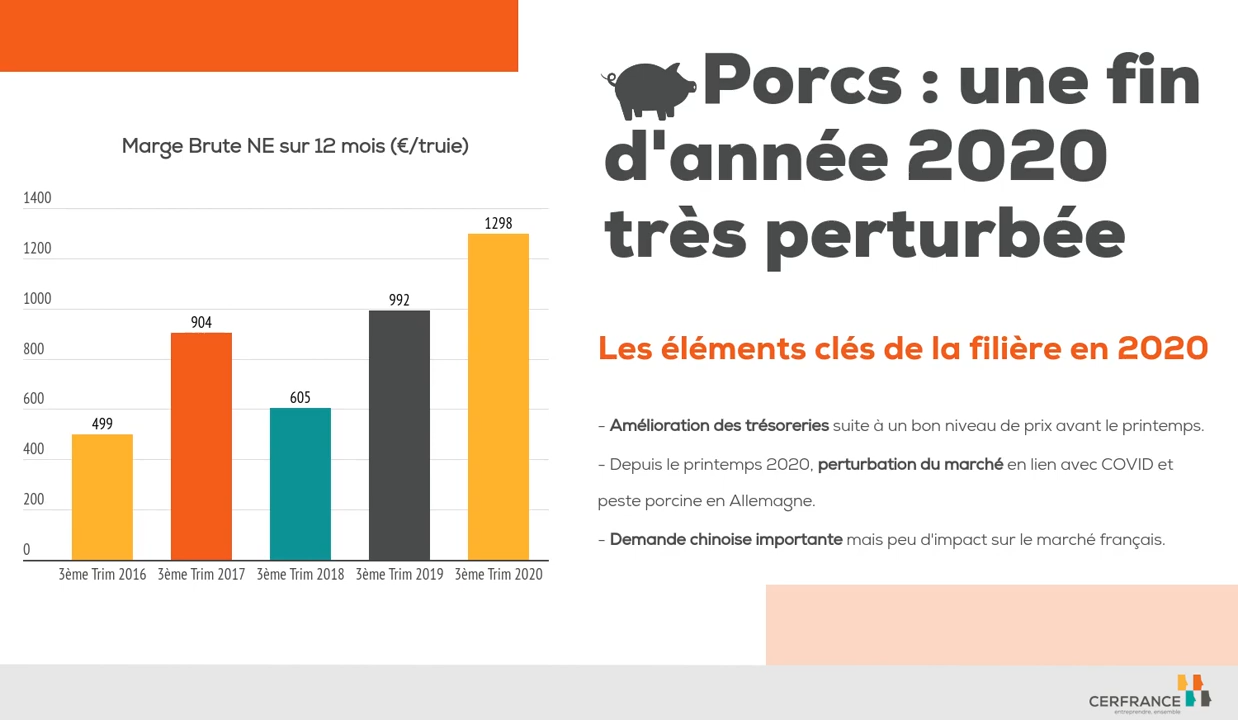 Porcs : une fin
d'année 2020
très perturbée
Marge Brute NE sur 12 mois (€/truie)
1400
1200
1000
800
600
400
200
0
499
904
605
992
1298
3ème Trim 2016
3ème Trim 2017
3ème Trim 2018
3ème Trim 2019
3ème Trim 2020
Les éléments clés de la filière en 2020
- Amélioration des trésoreries suite à un bon niveau de prix avant le printemps.
- Depuis le printemps 2020, perturbation du marché en lien avec COVID et
peste porcine en Allemagne.
- Demande chinoise importante mais peu d'impact sur le marché français.
CERFRANCE
entreprendre, ensemble